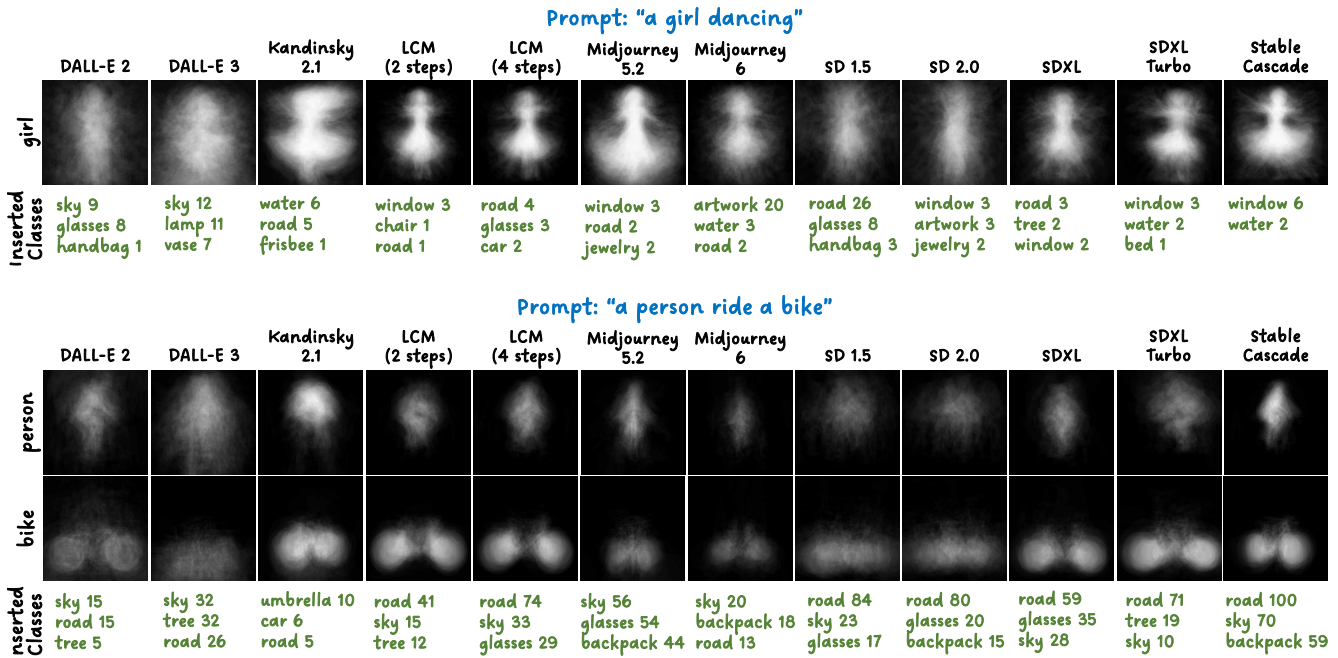 Prompt: “a girl dancing”
DALL-E 2
DALL-E 3
Kandinsky
2.1
LCM
(2 steps)
LCM
(4 steps)
Midjourney
5.2
Midjourney
6
SD 1.5
SD 2.0
SDXL
SDXL
Turbo
Stable
Cascade
girl
Inserted
Classes
sky 9
glasses 8
handbag 1
sky 12
lamp 11
vase 7
water 6
road 5
frisbee 1
window 3
chair 1
road 1
road 4
glasses 3
car 2
window 3
road 2
jewelry 2
artwork 20
water 3
road 2
road 26
glasses 8
handbag 3
window 3
artwork 3
jewelry 2
road 3
tree 2
window 2
window 3
water 2
bed 1
window 6
water 2
Prompt: “a person ride a bike”
DALL-E 2
DALL-E 3
Kandinsky
2.1
LCM
(2 steps)
LCM
(4 steps)
Midjourney
5.2
Midjourney
6
SD 1.5
SD 2.0
SDXL
SDXL
Turbo
Stable
Cascade
person
bike
nserted
Classes
sky 15
road 15
tree 5
sky 32
tree 32
road 26
umbrella 10
car 6
road 5
road 41
sky 15
tree 12
road 74
sky 33
glasses 29
sky 56
glasses 54
backpack 44
sky 20
backpack 18
road 13
road 84
sky 23
glasses 17
road 80
glasses 20
backpack 15
road 59
glasses 35
sky 28
road 71
tree 19
sky 10
road 100
sky 70
backpack 59